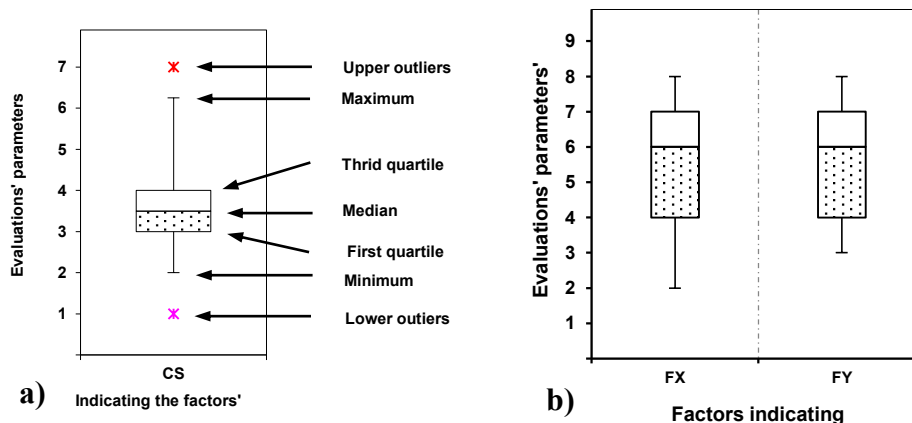 7
6
5
4
3
2
1
Evaluations' parameters
CS
Indicating the factors'
a)
Upper outliers
Maximum
Thrid quartile
Median
First quartile
Minimum
Lower outiers
9
8
7
6
5
4
3
2
1
Evaluations' parameters'
FX FY
Factors indicating
b)